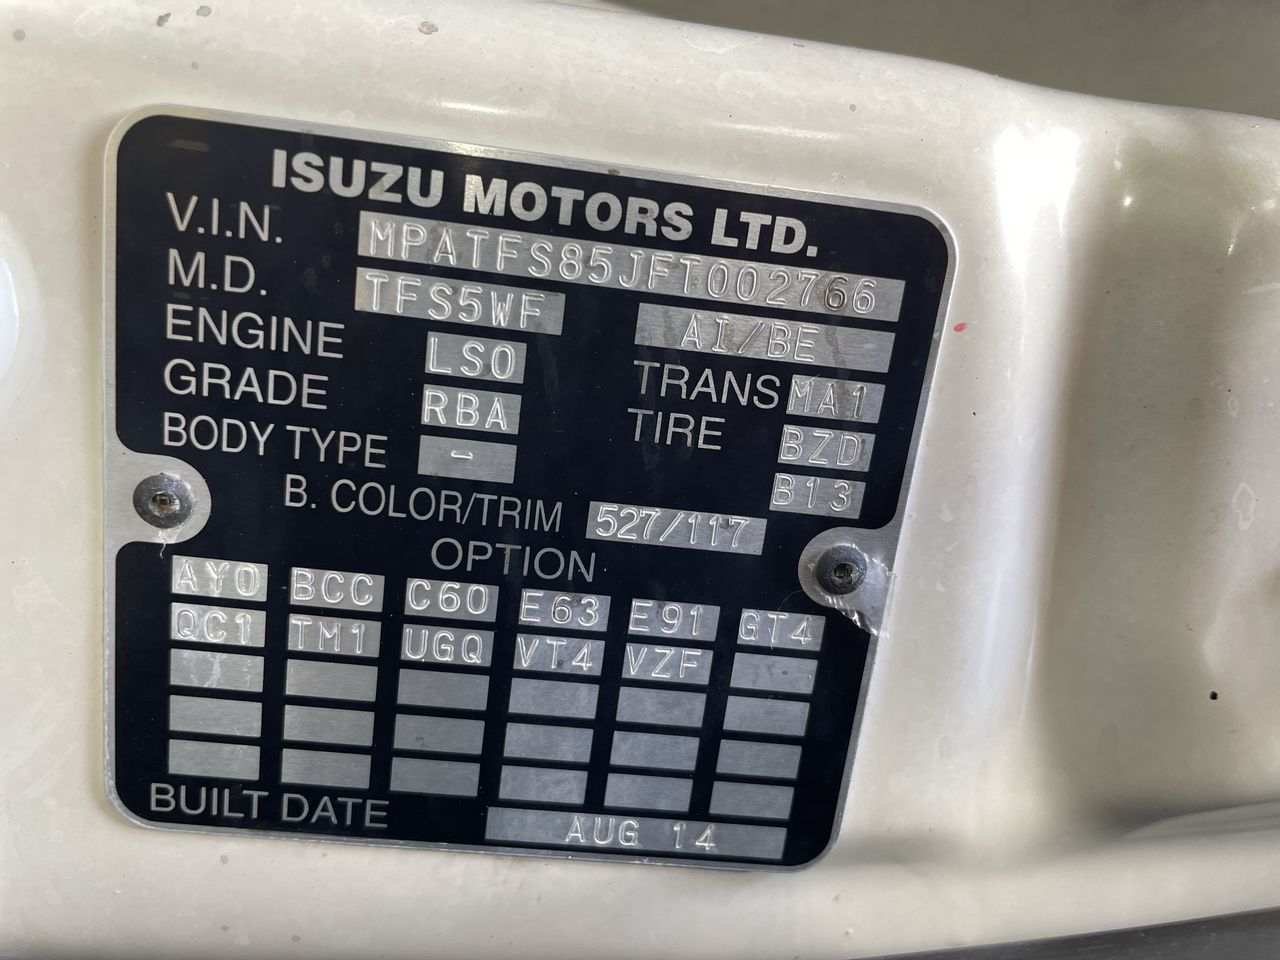 ISUZU MOTORS LTD.
V.I.N. MPATFS85JFT002766
M.D. TFS5WF AI/BE
ENGINE LS0 TRANS MA1
GRADE RBA TIRE BZD
BODY TYPE - B13
B. COLOR/TRIM 527/117
OPTION
AY0 BCC C60 E63 E91 GT4
QC1 TM1 UGQ VT4 VZF
BUILT DATE AUG 14